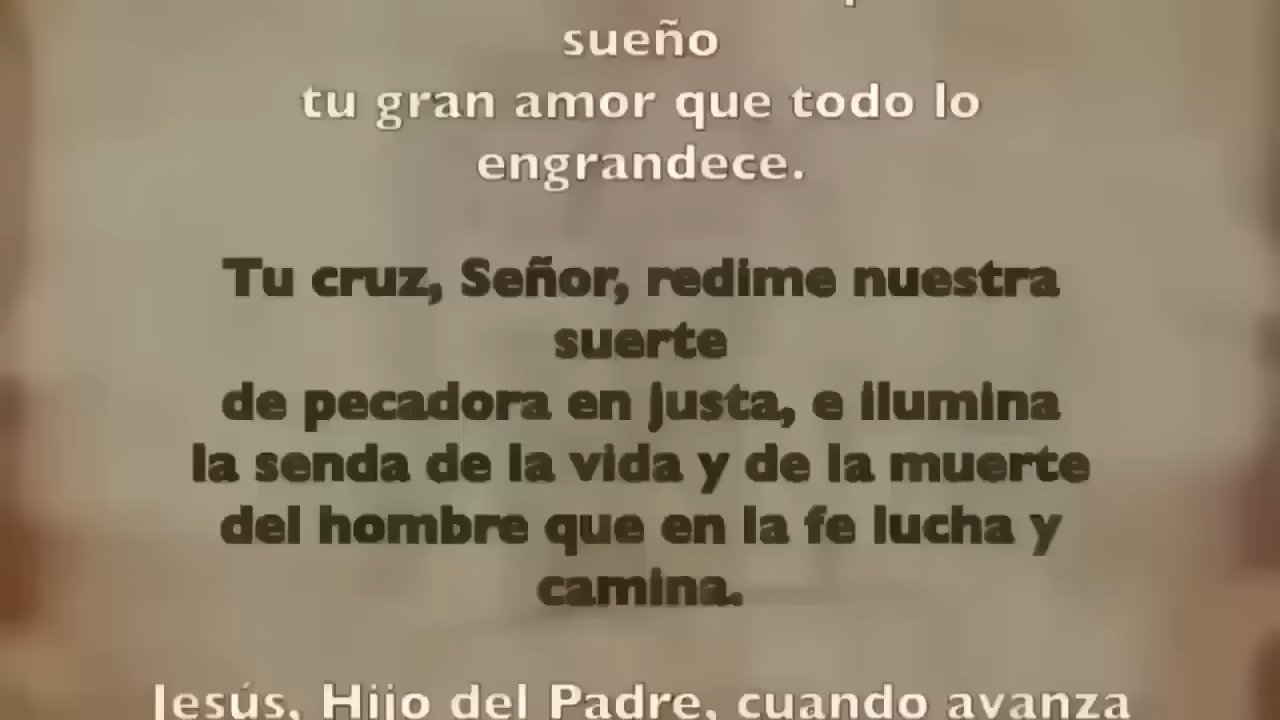 sueño
tu gran amor que todo lo
engrandece.
Tu cruz, Señor, redime nuestra
suerte
de pecadora en justa, e ilumina
la senda de la vida y de la muerte
del hombre que en la fe lucha y
camina.
Jesús, Hijo del Padre, cuando avanza